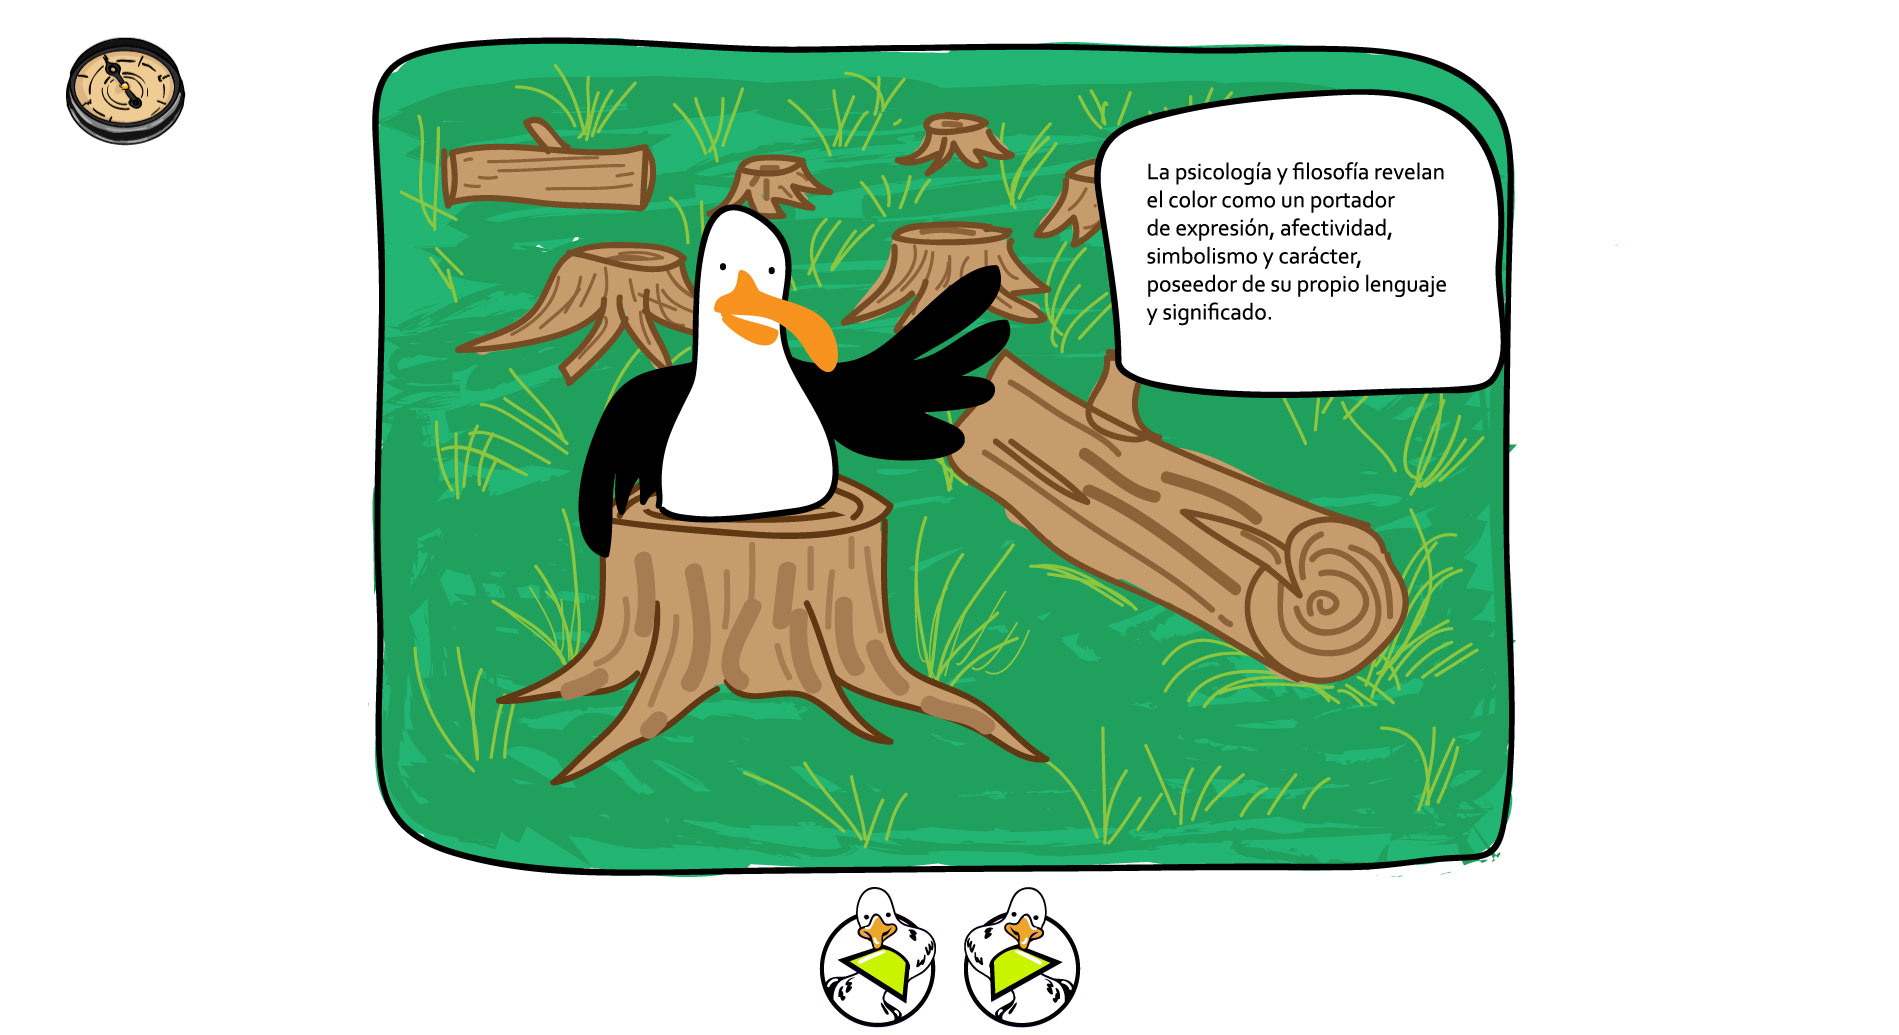 La psicología y filosofía revelan
el color como un portador
de expresión, afectividad,
simbolismo y carácter,
poseedor de su propio lenguaje
y significado.